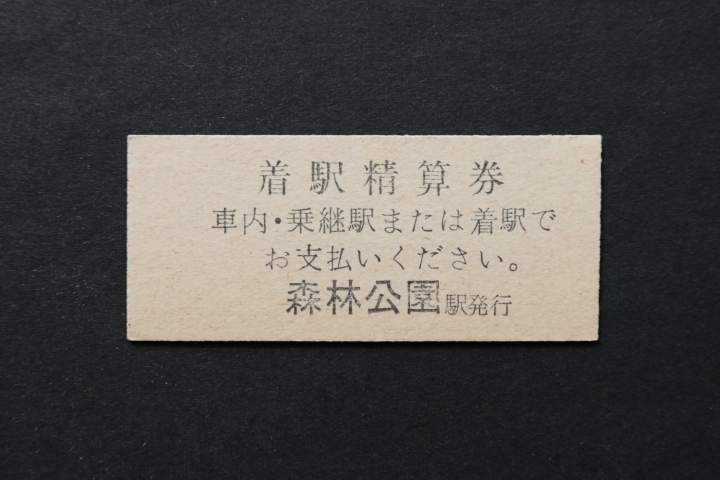 着駅精算券
車内・乗継駅または着駅で
お支払いください。
森林公園駅発行